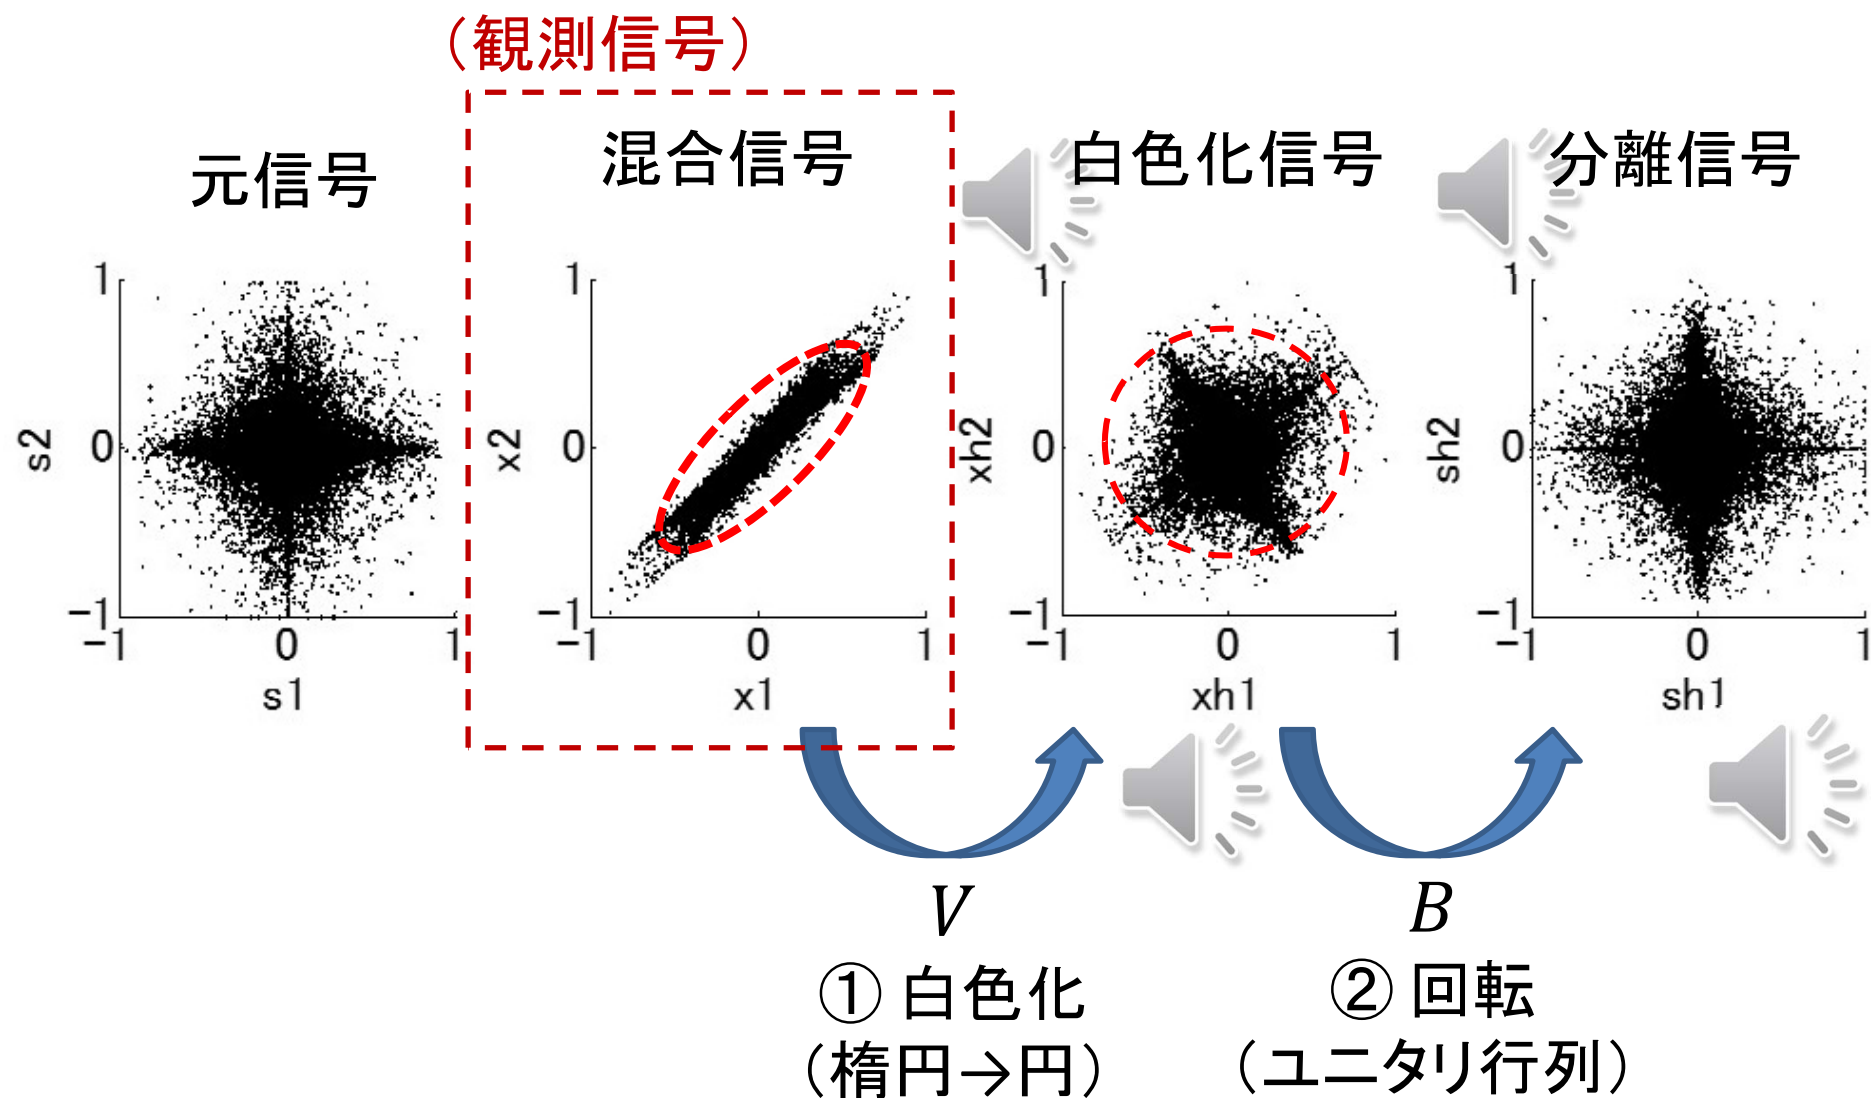 （観測信号）
元信号
混合信号
白色化信号
分離信号
1
0
-1
s2
-1 0 1
s1
1
0
-1
x2
-1 0 1
x1
1
0
-1
xh2
-1 0 1
xh1
1
0
-1
sh2
-1 0 1
sh1
V
① 白色化
（楕円→円）
B
② 回転
（ユニタリ行列）